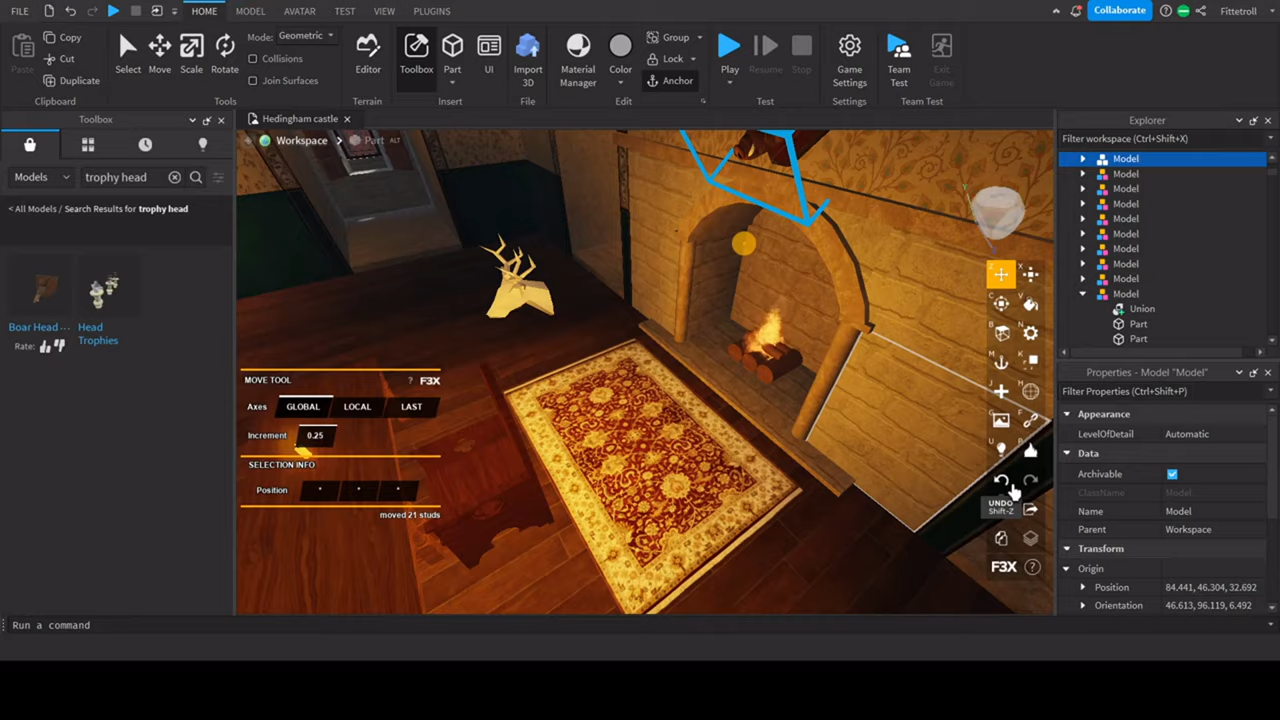 FILE
HOME
MODEL
AVATAR
TEST
VIEW
PLUGINS
Collaborate
Fittetroll
Paste
Copy
Cut
Duplicate
Clipboard
Select
Move
Scale
Rotate
Mode: Geometric
Collisions
Join Surfaces
Tools
Editor
Terrain
Toolbox
Part
UI
Insert
Import
3D
File
Material
Manager
Color
Group
Lock
Anchor
Edit
Play
Resume
Stop
Test
Game
Settings
Settings
Team
Test
Exit
Game
Team Test
Toolbox
Hedingham castle
Explorer
Workspace
Part ALT
Filter workspace (Ctrl+Shift+X)
Models
trophy head
< All Models / Search Results for trophy head
Boar Head ...
Head
Trophies
Rate:
Model
Model
Model
Model
Model
Model
Model
Model
Model
Model
Union
Part
Part
Y
Z
X
C
V
B
N
M
K
J
H
G
F
U
P
UNDO
Shift-Z
F3X
?
MOVE TOOL
? F3X
Axes
GLOBAL
LOCAL
LAST
Increment
0.25
SELECTION INFO
Position
*
*
*
moved 21 studs
Properties - Model "Model"
Filter Properties (Ctrl+Shift+P)
Appearance
LevelOfDetail
Automatic
Data
Archivable
ClassName
Model
Name
Model
Parent
Workspace
Transform
Origin
Position
84.441, 46.304, 32.692
Orientation
46.613, 96.119, 6.492
Run a command